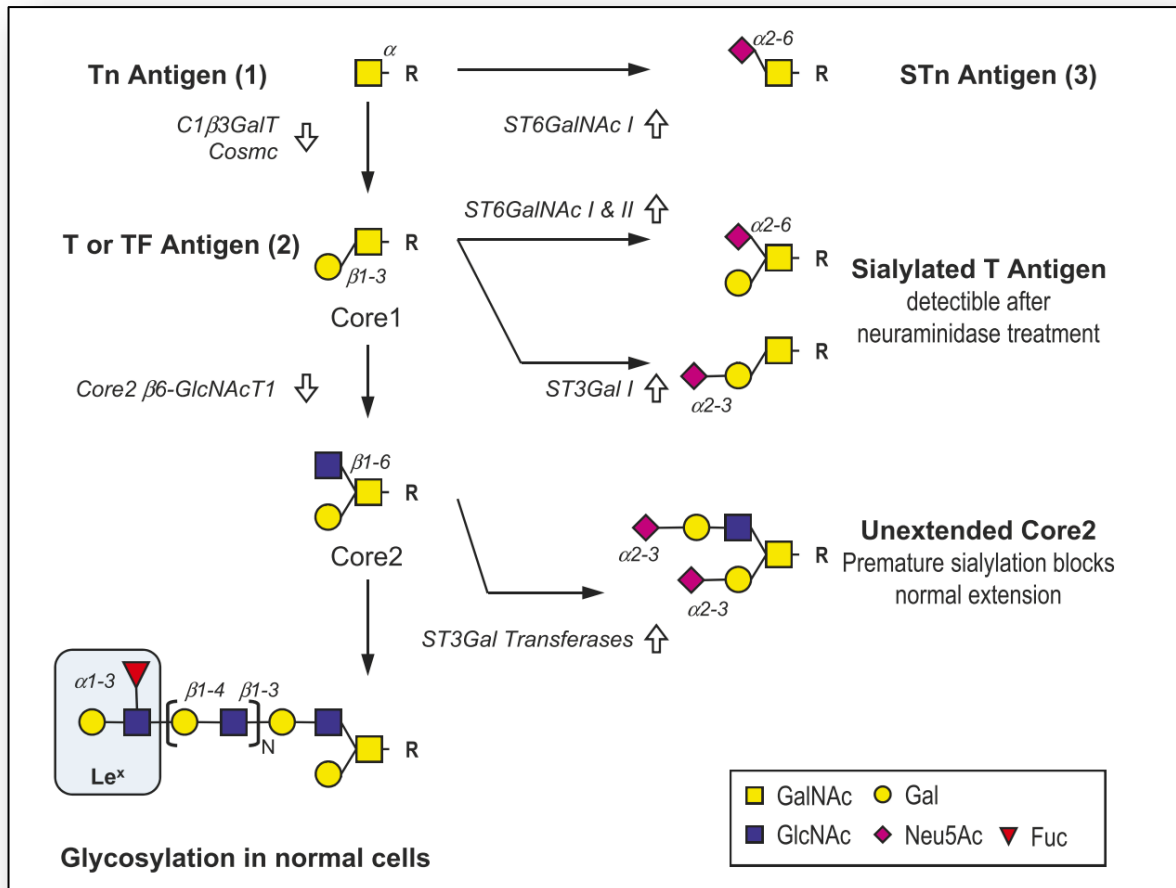 Tn Antigen (1)
α
R
α2-6
R
STn Antigen (3)
C1β3GalT
Cosmc
ST6GalNAc I
ST6GalNAc I & II
T or TF Antigen (2)
R
β1-3
Core1
α2-6
R
Sialylated T Antigen
detectible after
neuraminidase treatment
R
ST3Gal I
α2-3
Core2 β6-GlcNAcT1
β1-6
R
Core2
α2-3
R
α2-3
Unextended Core2
Premature sialylation blocks
normal extension
ST3Gal Transferases
α1-3
β1-4
β1-3
N
R
Leˣ
GalNAc
Gal
GlcNAc
Neu5Ac
Fuc
Glycosylation in normal cells